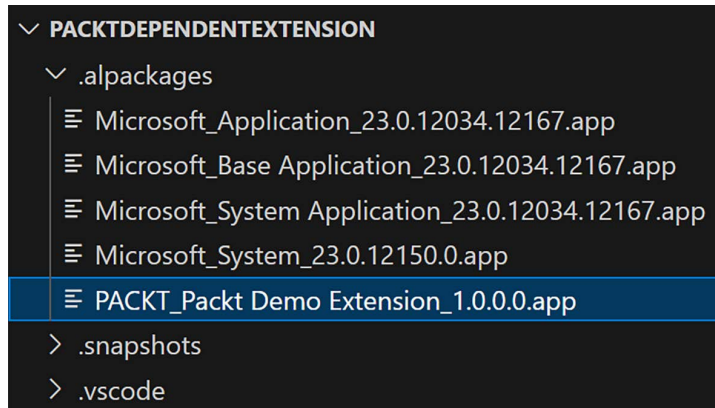 PACKTDEPENDENTEXTENSION
.alpackages
Microsoft_Application_23.0.12034.12167.app
Microsoft_Base Application_23.0.12034.12167.app
Microsoft_System Application_23.0.12034.12167.app
Microsoft_System_23.0.12150.0.app
PACKT_Packt Demo Extension_1.0.0.0.app
.snapshots
.vscode